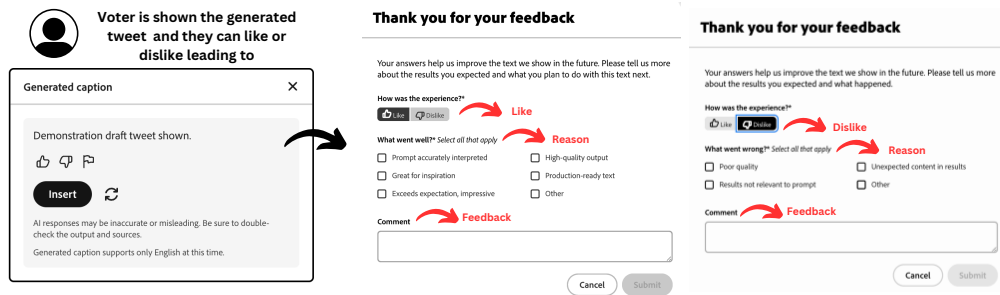 Voter is shown the generated
tweet and they can like or
dislike leading to
Generated caption
Demonstration draft tweet shown.
Insert
AI responses may be inaccurate or misleading. Be sure to double-
check the output and sources.
Generated caption supports only English at this time.
Thank you for your feedback
Your answers help us improve the text we show in the future. Please tell us more
about the results you expected and what you plan to do with this text next.
How was the experience?*
Like Dislike
Like
What went well?* Select all that apply
Reason
Prompt accurately interpreted
High-quality output
Great for inspiration
Production-ready text
Exceeds expectation, impressive
Other
Comment
Feedback
Cancel
Submit
Thank you for your feedback
Your answers help us improve the text we show in the future. Please tell us more
about the results you expected and what happened.
How was the experience?*
Like Dislike
Dislike
What went wrong?* Select all that apply
Reason
Poor quality
Unexpected content in results
Results not relevant to prompt
Other
Comment
Feedback
Cancel
Submit